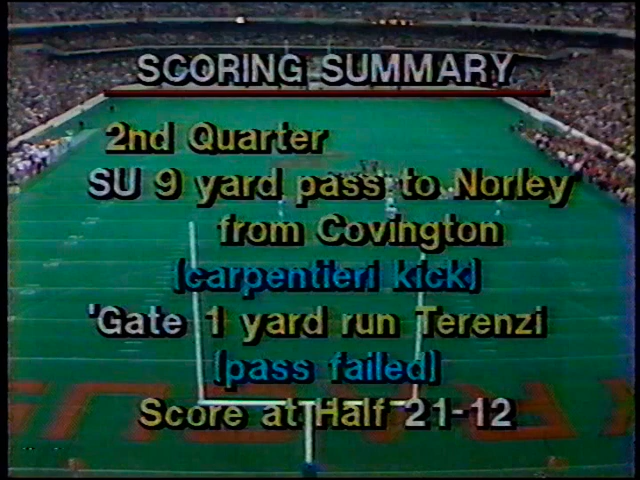 SCORING SUMMARY
2nd Quarter
SU 9 yard pass to Norley
from Covington
(carpentieri kick)
'Gate 1 yard run Terenzi
(pass failed)
Score at Half 21-12